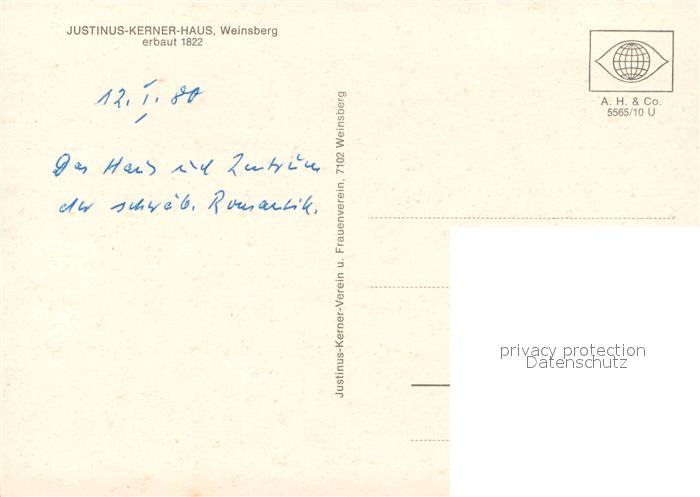 JUSTINUS-KERNER-HAUS, Weinsberg
erbaut 1822
12. I. 80
Das Haus und Zentrum
der schwäb. Romantik.
Justinus-Kerner-Verein u. Frauenverein, 7102 Weinsberg
A. H. & Co.
5565/10 U
privacy protection
Datenschutz